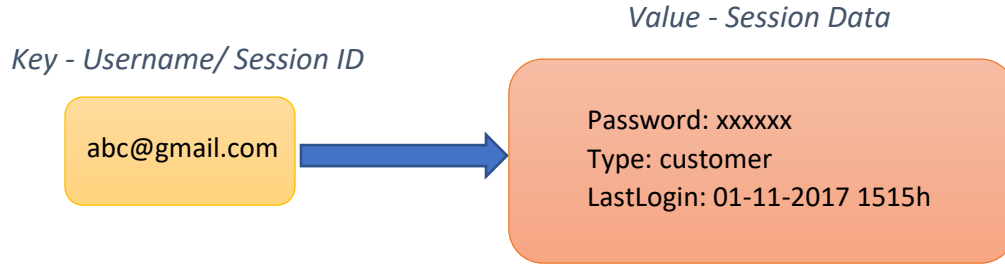 Value - Session Data
Key - Username/ Session ID
abc@gmail.com
Password: xxxxxx
Type: customer
LastLogin: 01-11-2017 1515h